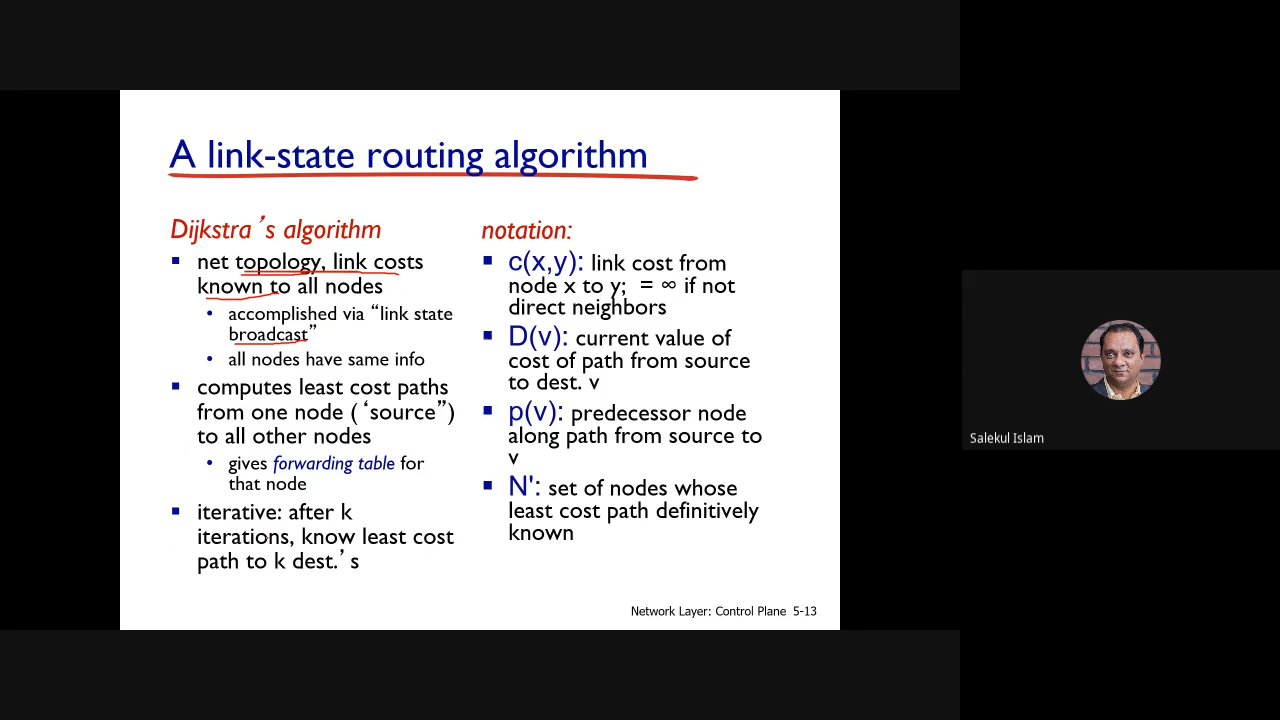 A link-state routing algorithm
Dijkstra ’s algorithm
net topology, link costs
known to all nodes
accomplished via “link state
broadcast”
all nodes have same info
computes least cost paths
from one node ( ‘source”)
to all other nodes
gives forwarding table for
that node
iterative: after k
iterations, know least cost
path to k dest.’ s
notation:
c(x,y): link cost from
node x to y;  = ∞ if not
direct neighbors
D(v): current value of
cost of path from source
to dest. v
p(v): predecessor node
along path from source to
v
N': set of nodes whose
least cost path definitively
known
Network Layer: Control Plane 5-13
Salekul Islam